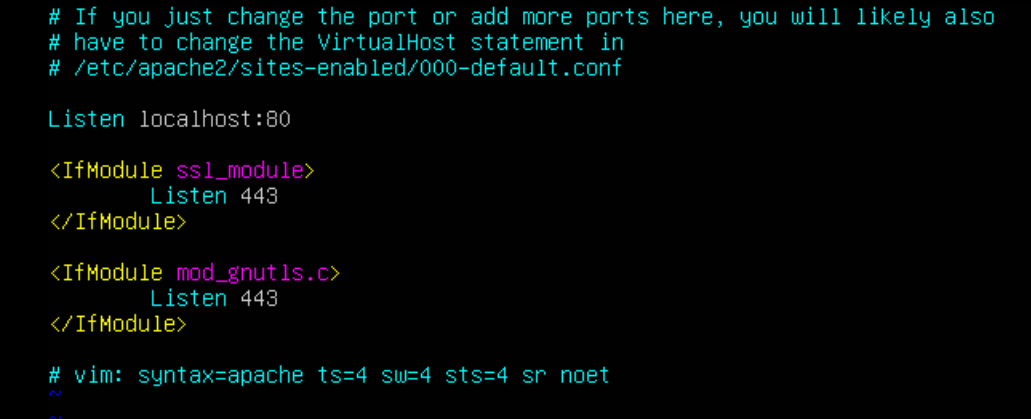 # If you just change the port or add more ports here, you will likely also
# have to change the VirtualHost statement in
# /etc/apache2/sites-enabled/000-default.conf
Listen localhost:80
<IfModule ssl_module>
Listen 443
</IfModule>
<IfModule mod_gnutls.c>
Listen 443
</IfModule>
# vim: syntax=apache ts=4 sw=4 sts=4 sr noet
~
~